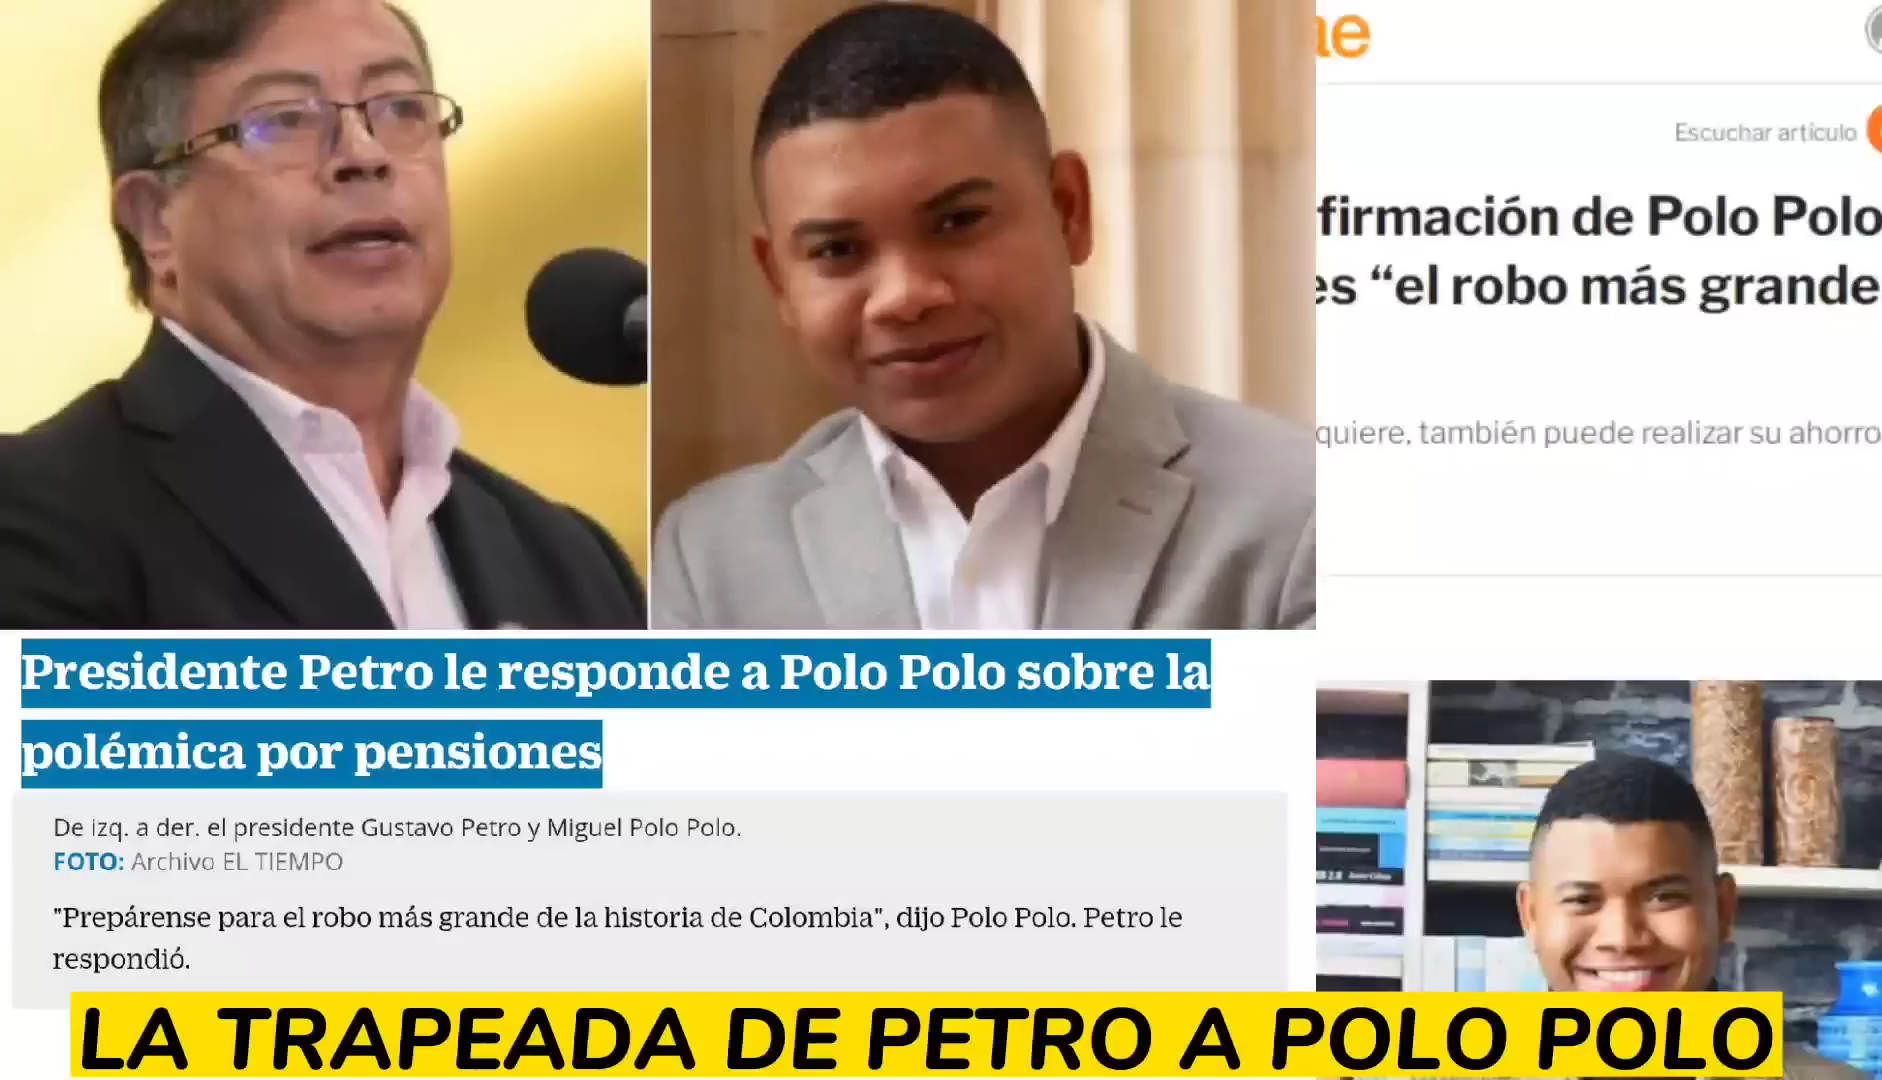 Escuchar artículo
firmación de Polo Polo
es “el robo más grande
quiere, también puede realizar su ahorro
Presidente Petro le responde a Polo Polo sobre la
polémica por pensiones
De izq. a der. el presidente Gustavo Petro y Miguel Polo Polo.
FOTO: Archivo EL TIEMPO
"Prepárense para el robo más grande de la historia de Colombia", dijo Polo Polo. Petro le
respondió.
LA TRAPEADA DE PETRO A POLO POLO